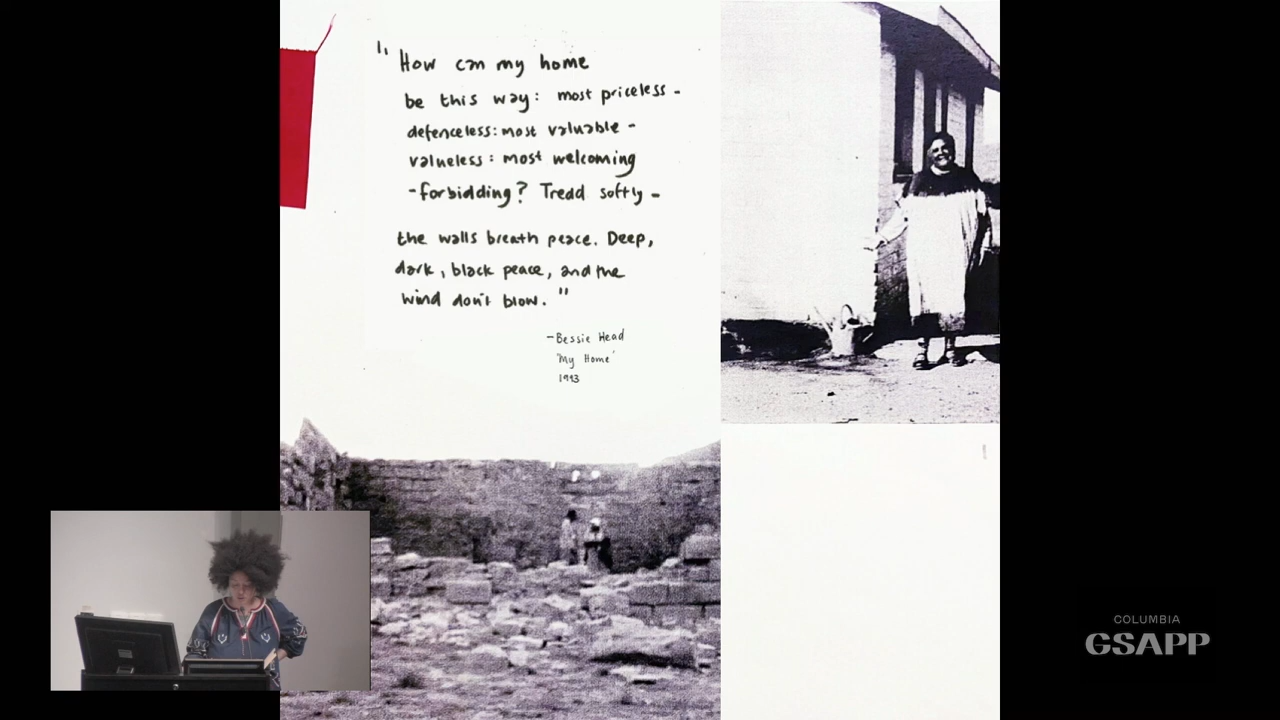 " How can my home
be this way: most priceless -
defenceless: most valuable -
valueless: most welcoming
- forbidding? Tredd softly -
the walls breath peace. Deep,
dark, black peace, and the
wind don't blow. "
- Bessie Head
'My Home'
1993
COLUMBIA
GSAPP